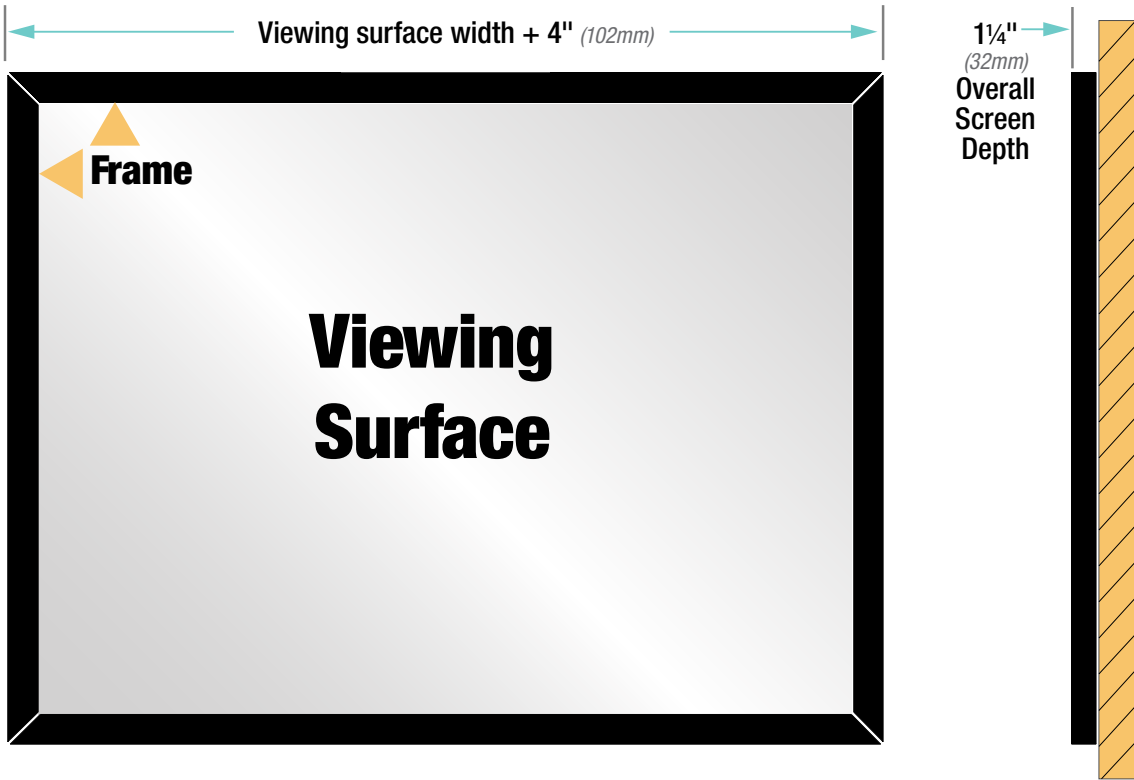 Viewing surface width + 4" (102mm)
1¼"
(32mm)
Overall
Screen
Depth
Frame
Viewing
Surface